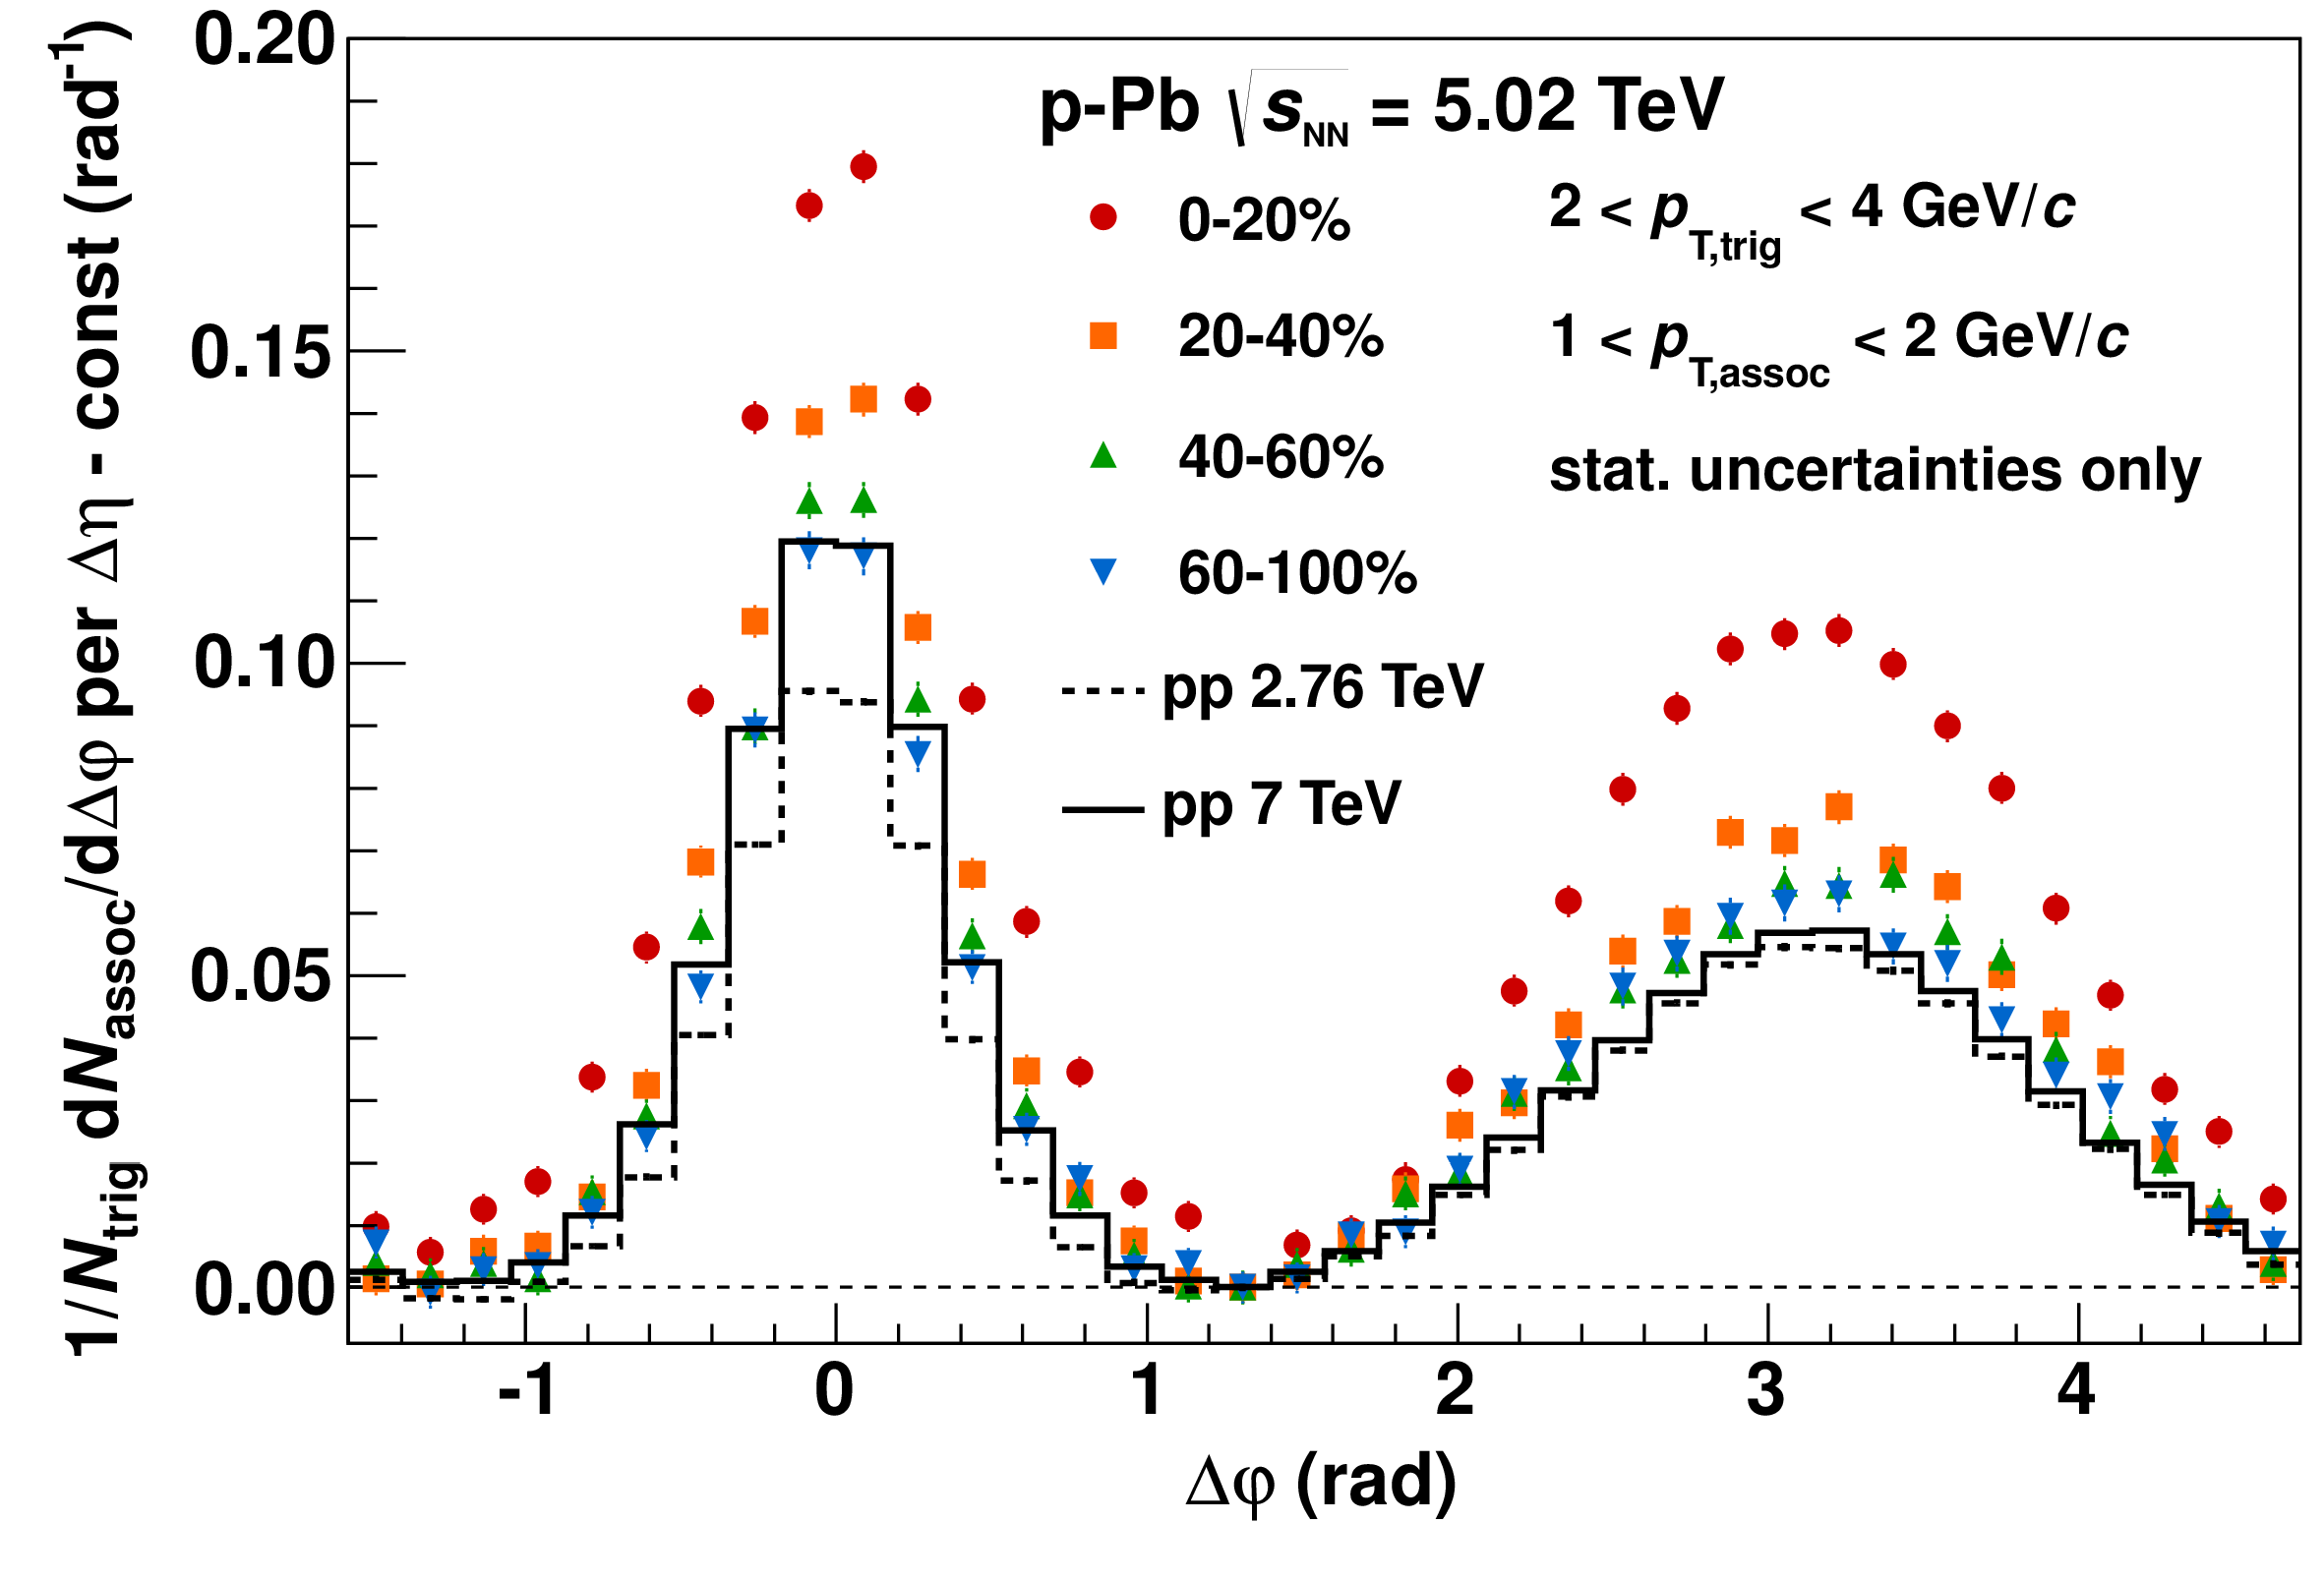 1/N_trig dN_assoc/dΔφ per Δη - const (rad^-1)
0.20
0.15
0.10
0.05
0.00
p-Pb √s_NN = 5.02 TeV
0-20%
20-40%
40-60%
60-100%
pp 2.76 TeV
pp 7 TeV
2 < p_T,trig < 4 GeV/c
1 < p_T,assoc < 2 GeV/c
stat. uncertainties only
-1 0 1 2 3 4
Δφ (rad)